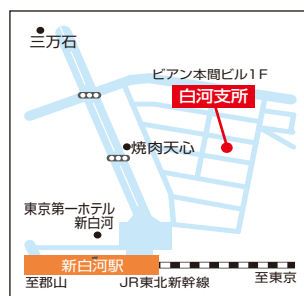 三万石
ビアン本間ビル1F
白河支所
焼肉天心
東京第一ホテル
新白河
新白河駅
至郡山
JR東北新幹線
至東京